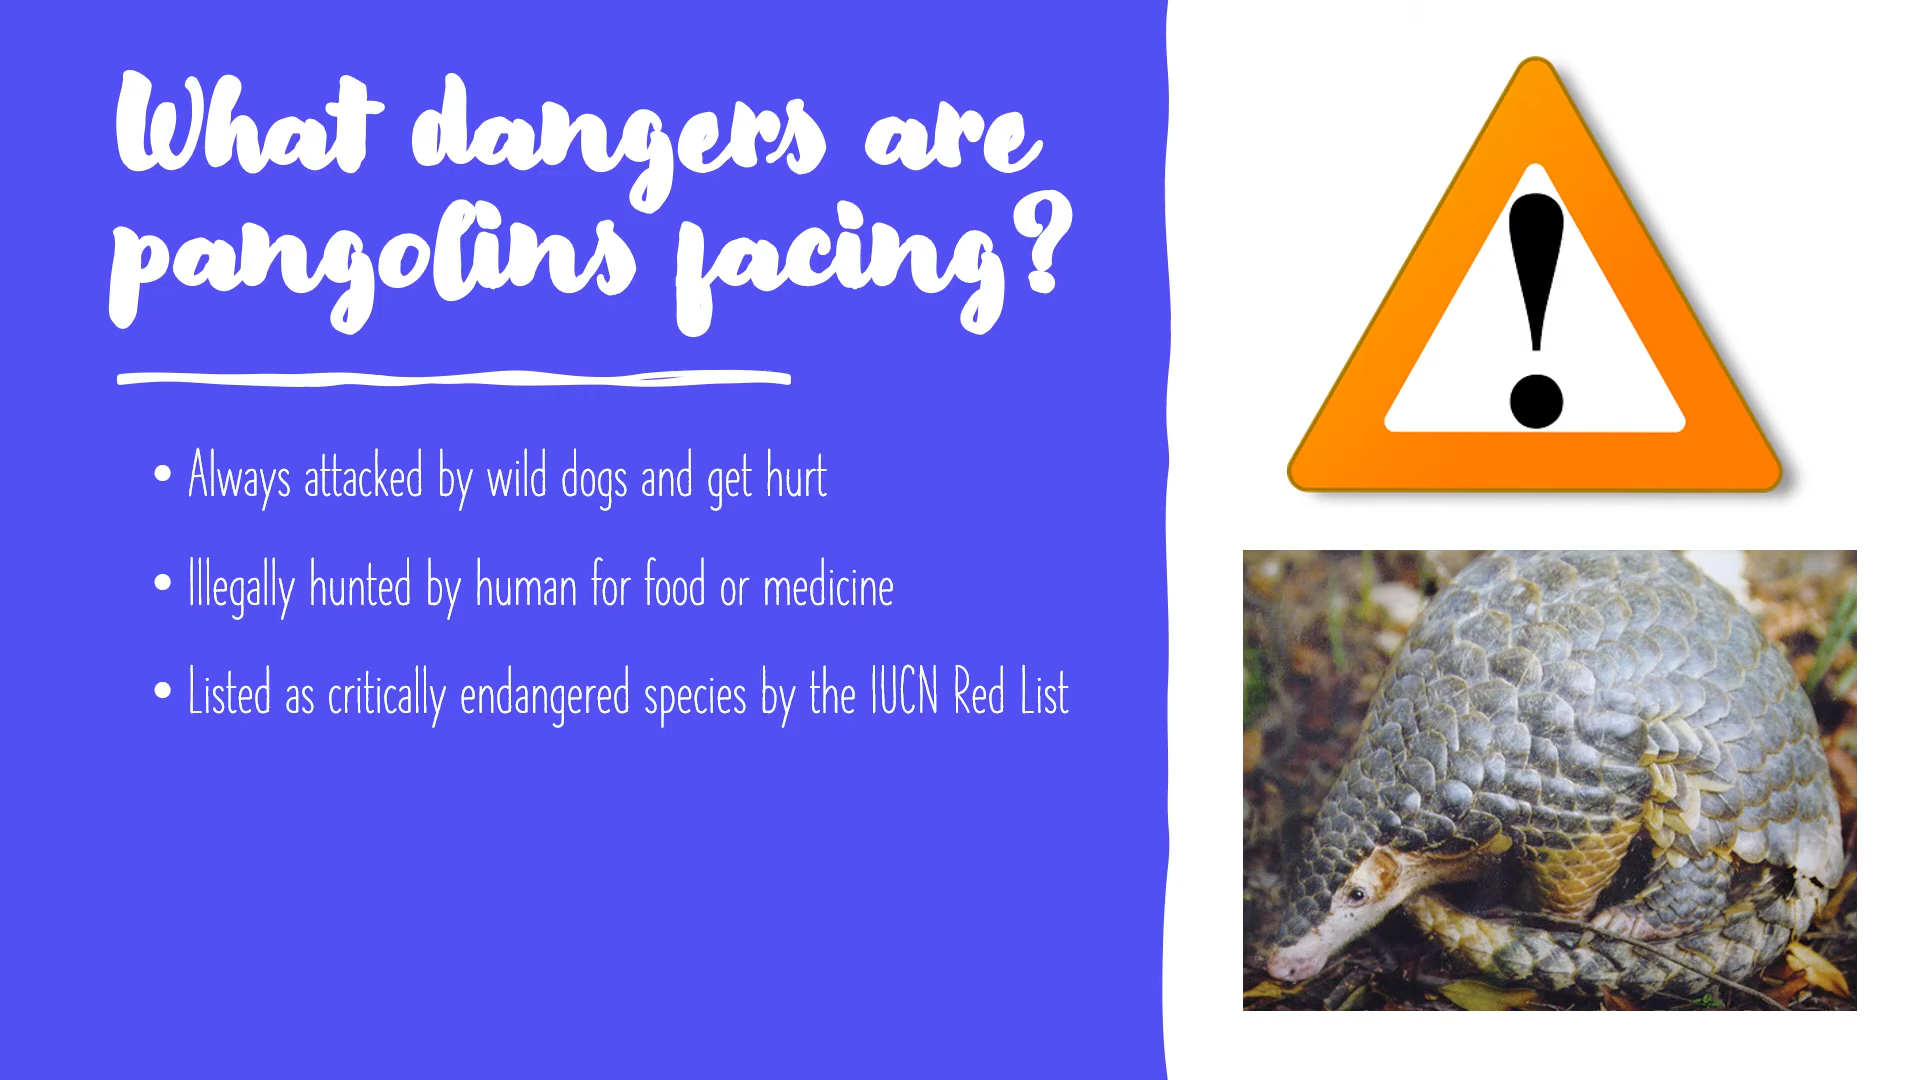 What dangers are
pangolins facing?
• Always attacked by wild dogs and get hurt
• Illegally hunted by human for food or medicine
• Listed as critically endangered species by the IUCN Red List
!